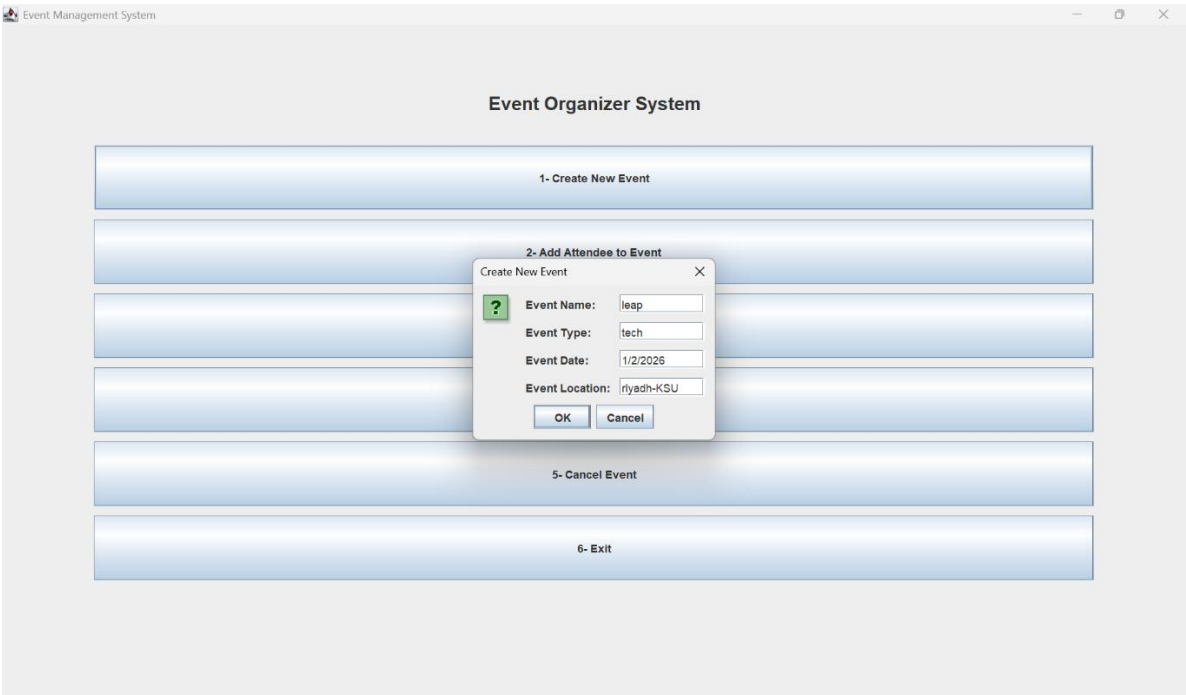 Event Management System
Event Organizer System
1- Create New Event
2- Add Attendee to Event
Create New Event
?
Event Name: leap
Event Type: tech
Event Date: 1/2/2026
Event Location: riyadh-KSU
OK Cancel
5- Cancel Event
6- Exit